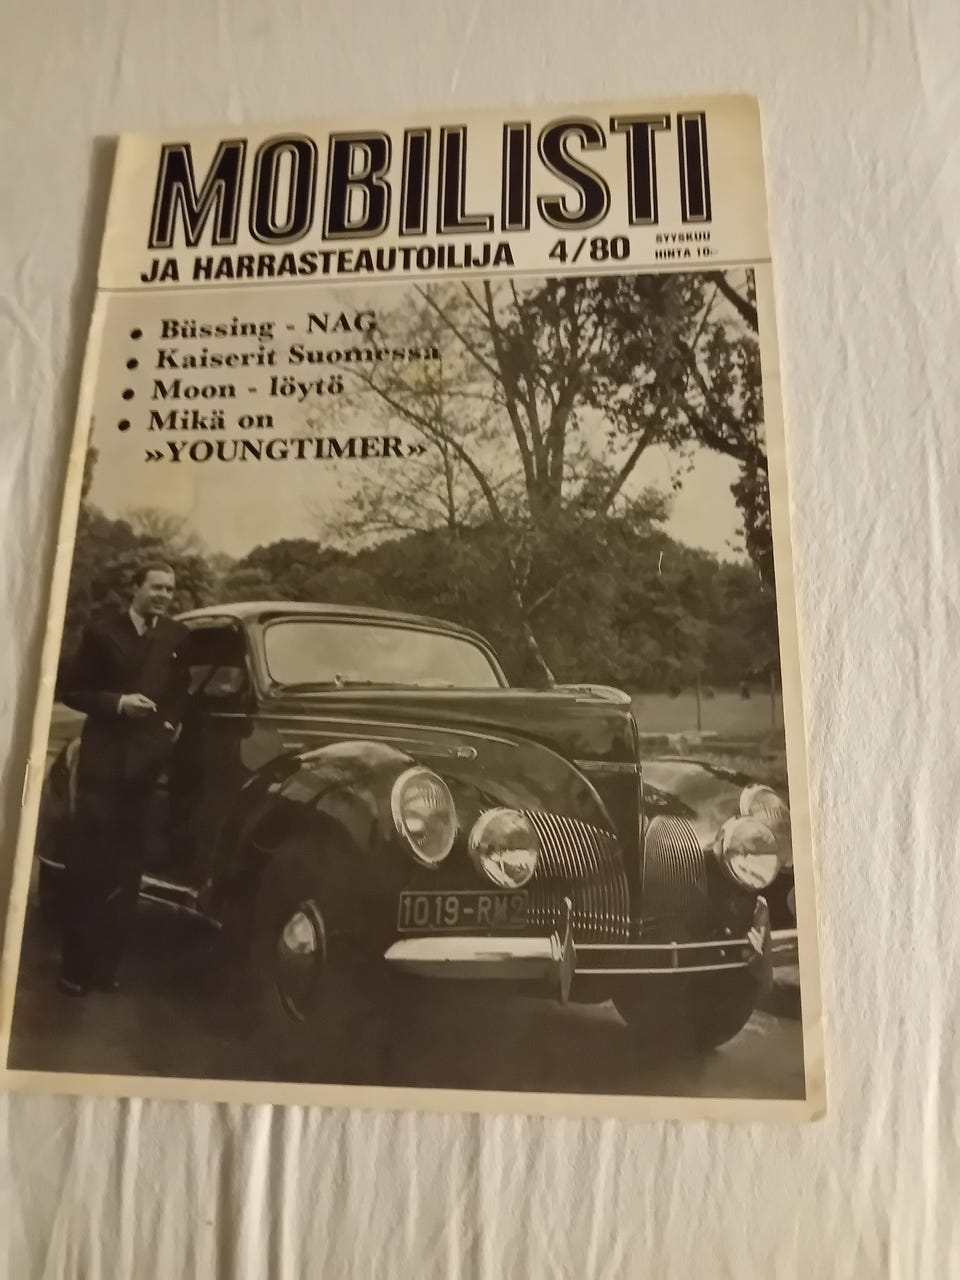 MOBILISTI
JA HARRASTEAUTOILIJA 4/80 SYYSKUU
HINTA 10:-
• Büssing - NAG
• Kaiserit Suomessa
• Moon - löytö
• Mikä on
»YOUNGTIMER»
1019-RM2